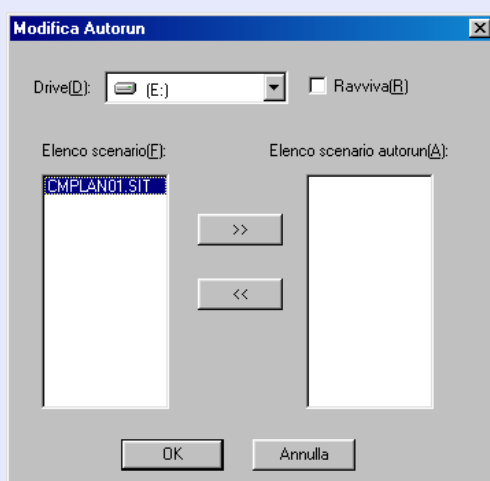 Modifica Autorun
Drive(D): (E:) Ravviva(R)
Elenco scenario(F): Elenco scenario autorun(A):
CMPLAN01.SIT
>>
<<
OK Annulla